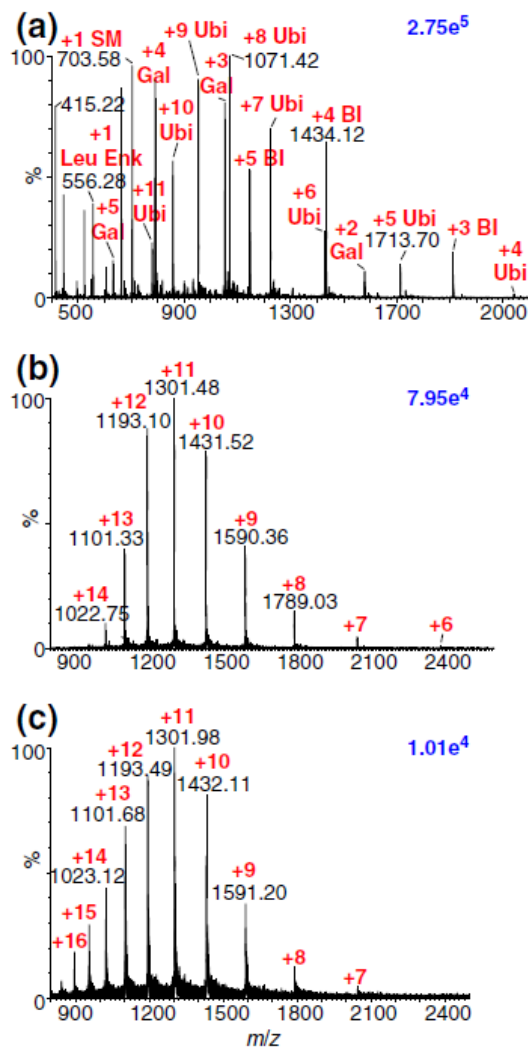 (a)
2.75e⁵
100
+1 SM
703.58
415.22
+1
Leu Enk
556.28
+5
Gal
+4
Gal
+10
Ubi
+11
Ubi
+9 Ubi
+3
Gal
+8 Ubi
1071.42
+7 Ubi
+5 BI
+4 BI
1434.12
+6
Ubi
+2
Gal
+5 Ubi
1713.70
+3 BI
+4
Ubi
%
0
500 900 1300 1700 2000
(b)
7.95e⁴
100
+14
1022.75
+13
1101.33
+12
1193.10
+11
1301.48
+10
1431.52
+9
1590.36
+8
1789.03
+7
+6
%
0
900 1200 1500 1800 2100 2400
(c)
1.01e⁴
100
+16
+15
+14
1023.12
+13
1101.68
+12
1193.49
+11
1301.98
+10
1432.11
+9
1591.20
+8
+7
%
0
900 1200 1500 1800 2100 2400
m/z